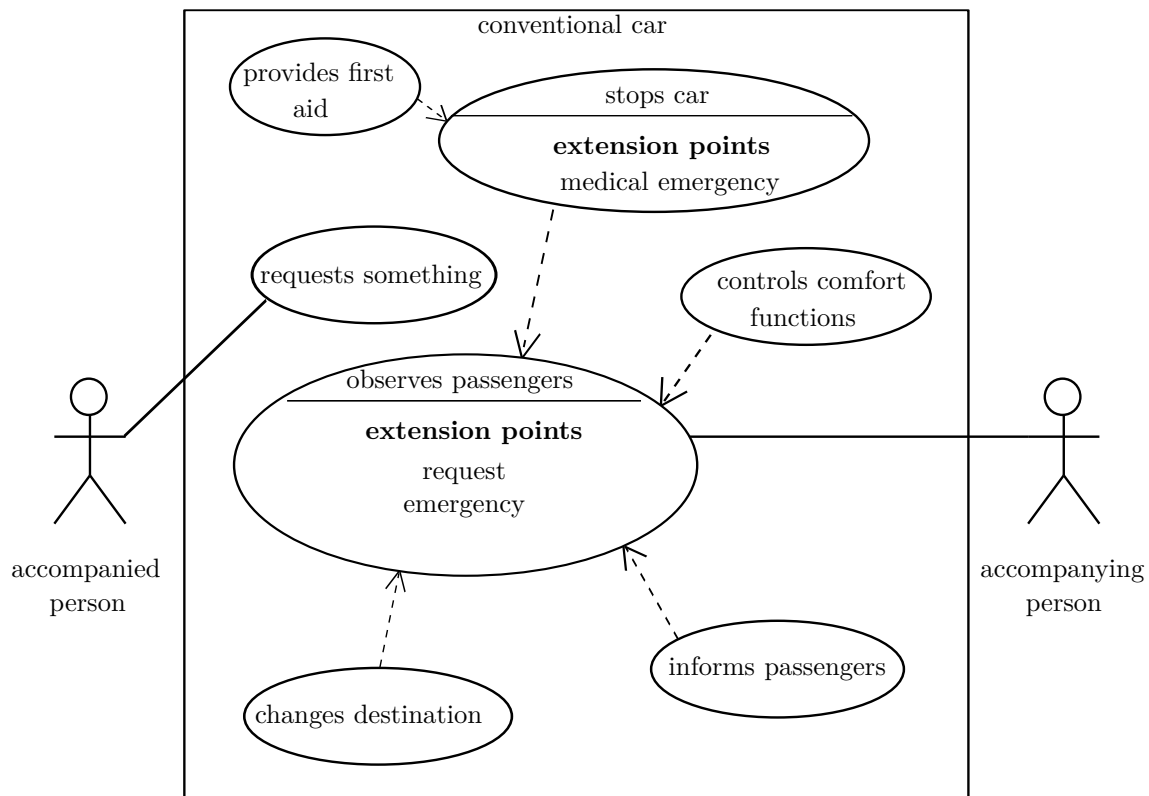 conventional car
provides first
aid
stops car
extension points
medical emergency
requests something
controls comfort
functions
observes passengers
extension points
request
emergency
accompanied
person
accompanying
person
informs passengers
changes destination